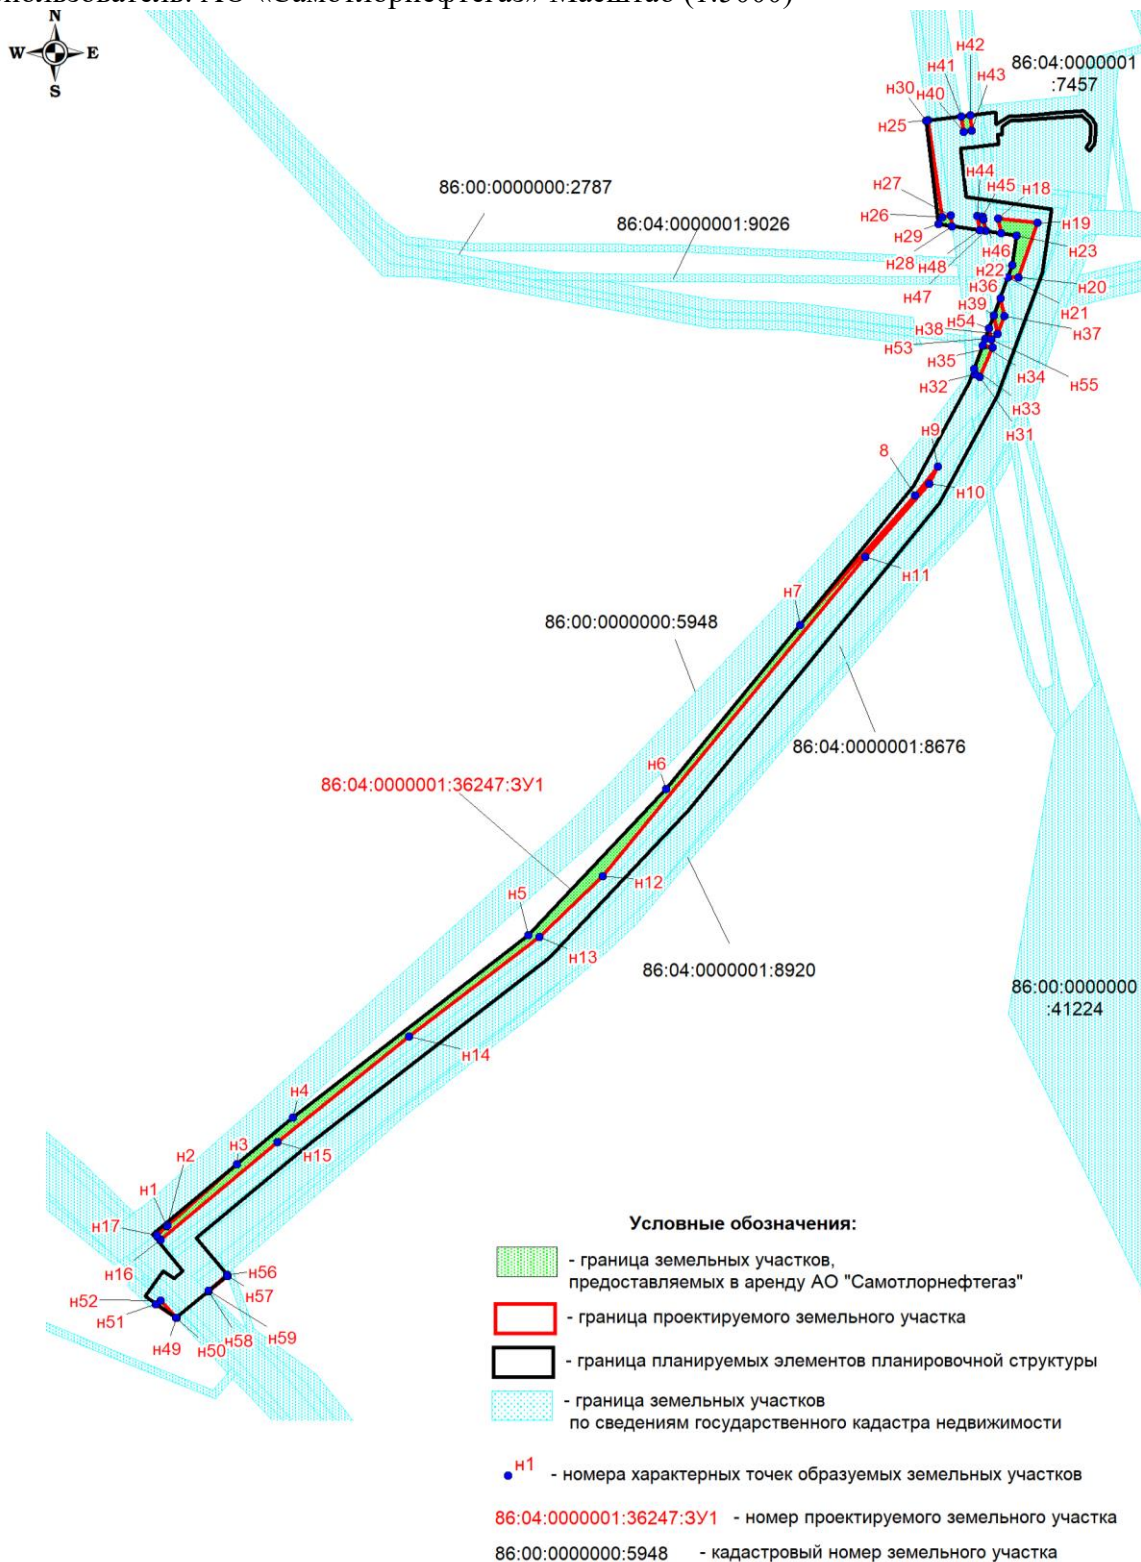 пользователь: АО «Самотлорнефтегаз» Масштаб (1:5000)
N
W E
S
н42
н41
н43
86:04:0000001
:7457
н30
н40
н25
86:00:0000000:2787
н44
н27
н45
н18
86:04:0000001:9026
н26
н19
н29
н23
н46
н28
н48
н22
н20
н36
н47
н39
н21
н54
н38
н37
н53
н35
н34
н55
н32
н33
н31
н9
8
н10
н11
н7
86:00:0000000:5948
86:04:0000001:8676
н6
86:04:0000001:36247:ЗУ1
н12
н5
н13
86:04:0000001:8920
86:00:0000000
:41224
н14
н4
н3
н15
н2
н1
н17
н16
н56
н52
н57
н51
н59
н58
н49
н50
Условные обозначения:
- граница земельных участков,
предоставляемых в аренду АО "Самотлорнефтегаз"
- граница проектируемого земельного участка
- граница планируемых элементов планировочной структуры
- граница земельных участков
по сведениям государственного кадастра недвижимости
н1 - номера характерных точек образуемых земельных участков
86:04:0000001:36247:ЗУ1 - номер проектируемого земельного участка
86:00:0000000:5948 - кадастровый номер земельного участка